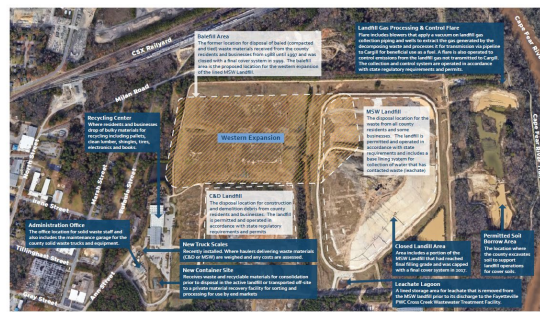 Balefill Area
The former location for disposal of baled (compacted
and tied) waste materials received from the county
residents and businesses from 1988 until 1997 and was
closed with a final cover system in 1999. The balefill
area is the proposed location for the western expansion
of the lined MSW Landfill.
Landfill Gas Processing & Control Flare
Flare includes blowers that apply a vacuum on landfill gas
collection piping and wells to extract the gas generated by the
decomposing waste and processes it for transmission via pipeline
to Cargill for beneficial use as a fuel. A flare is also operated to
control emissions from the landfill gas not transmitted to Cargill.
The collection and control system are operated in accordance
with state regulatory requirements and permits.
CSX Railyard
Milan Road
Cape Fear Blvd
Recycling Center
Where residents and businesses
drop of bulky materials for
recycling including pallets,
clean lumber, shingles, tires,
electronics and books.
Western Expansion
MSW Landfill
The disposal location for the
waste from all county
residents and some
businesses. The landfill is
permitted and operated
in accordance with state
requirements and includes a
base lining system for
collection of water that has
contacted waste (leachate)
Belle Street
C&D Landfill
The disposal location for construction
and demolition debris from county
residents and businesses. The landfill
is permitted and operated in
accordance with state regulatory
requirements and permits
Administration Office
The office location for solid waste staff and
also includes the maintenance garage for the
county solid waste trucks and equipment.
Tillinghast Street
Ann Street
New Truck Scales
Recently installed. Where haulers delivering waste materials
(C&D or MSW) are weighed and any costs are assessed.
New Container Site
Receives waste and recyclable materials for consolidation
prior to disposal in the active landfill or transported off-site
to a private material recovery facility for sorting and
processing for use by end markets
Closed Landfill Area
Area includes a portion of the
MSW Landfill that had reached
final filling grade and was capped
with a final cover system in 2007.
Leachate Lagoon
A lined storage area for leachate that is removed from
the MSW landfill prior to its discharge to the Fayetteville
PWC Cross Creek Wastewater Treatment Facility.
Permitted Soil
Borrow Area
The location where
the county excavates
soil to support
landfill operations
for cover soils.